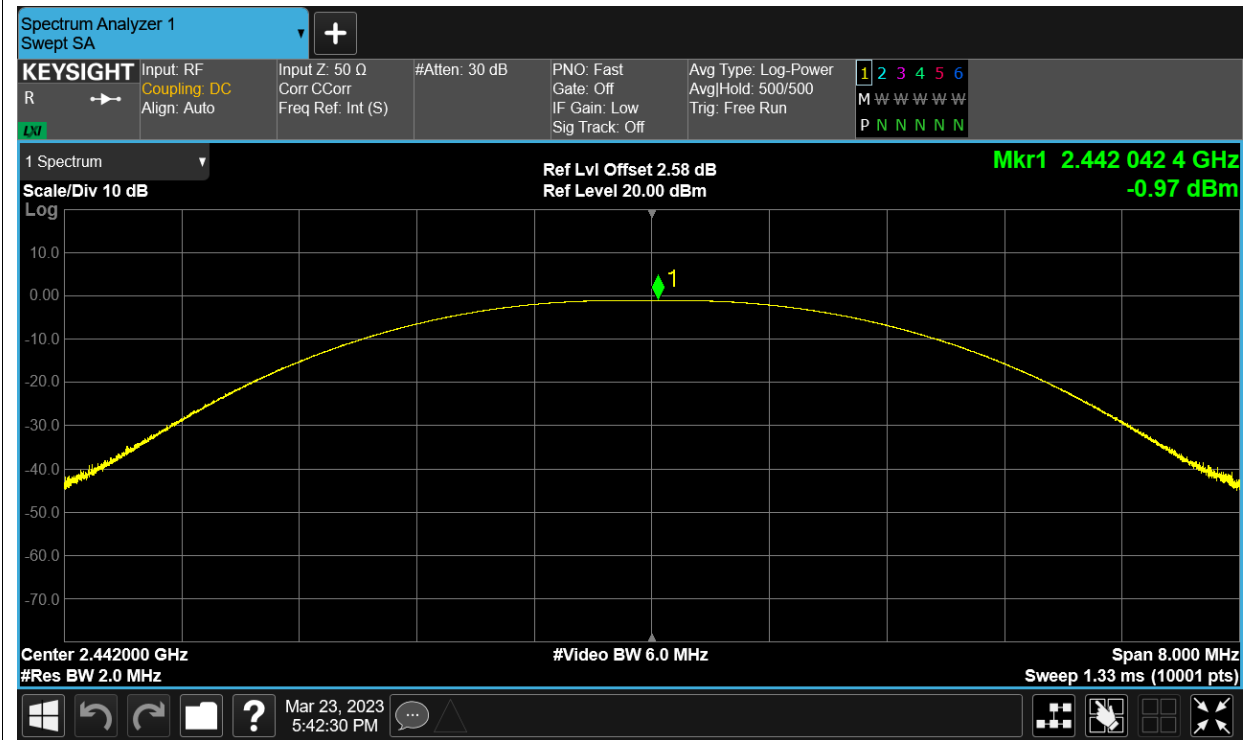 Spectrum Analyzer 1
Swept SA
KEYSIGHT
R
LXI
Input: RF
Coupling: DC
Align: Auto
Input Z: 50 Ω
Corr CCorr
Freq Ref: Int (S)
#Atten: 30 dB
PNO: Fast
Gate: Off
IF Gain: Low
Sig Track: Off
Avg Type: Log-Power
Avg|Hold: 500/500
Trig: Free Run
1 2 3 4 5 6
M W W W W W
P N N N N N
1 Spectrum
Scale/Div 10 dB
Log
Ref Lvl Offset 2.58 dB
Ref Level 20.00 dBm
Mkr1 2.442 042 4 GHz
-0.97 dBm
10.0
0.00
-10.0
-20.0
-30.0
-40.0
-50.0
-60.0
-70.0
1
Center 2.442000 GHz
#Res BW 2.0 MHz
#Video BW 6.0 MHz
Span 8.000 MHz
Sweep 1.33 ms (10001 pts)
?
Mar 23, 2023
5:42:30 PM